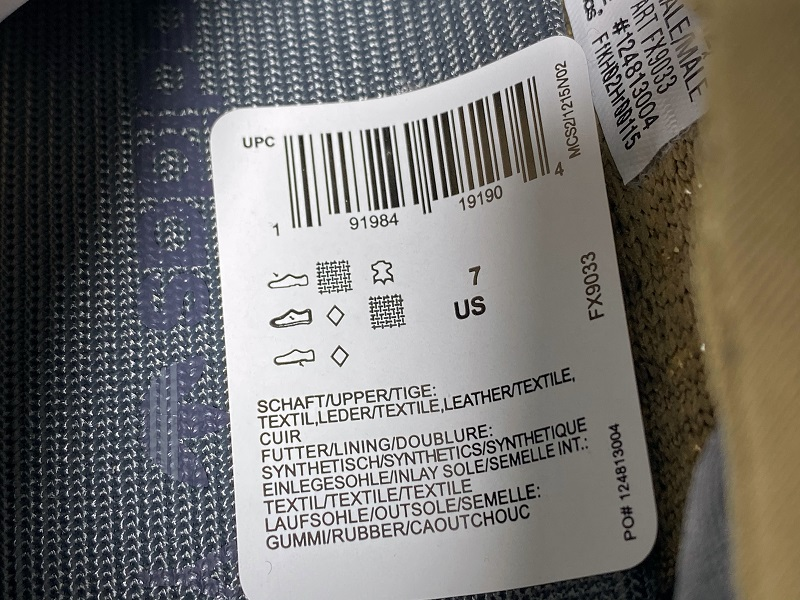 UPC
1 91984 19190 4
MCS2/1215/V02
7
US
FX9033
SCHAFT/UPPER/TIGE:
TEXTIL,LEDER/TEXTILE,LEATHER/TEXTILE,
CUIR
FUTTER/LINING/DOUBLURE:
SYNTHETISCH/SYNTHETICS/SYNTHETIQUE
EINLEGESOHLE/INLAY SOLE/SEMELLE INT.:
TEXTIL/TEXTILE/TEXTILE
LAUFSOHLE/OUTSOLE/SEMELLE:
GUMMI/RUBBER/CAOUTCHOUC
PO# 124813004
MALE
ART FX9033
#124813004